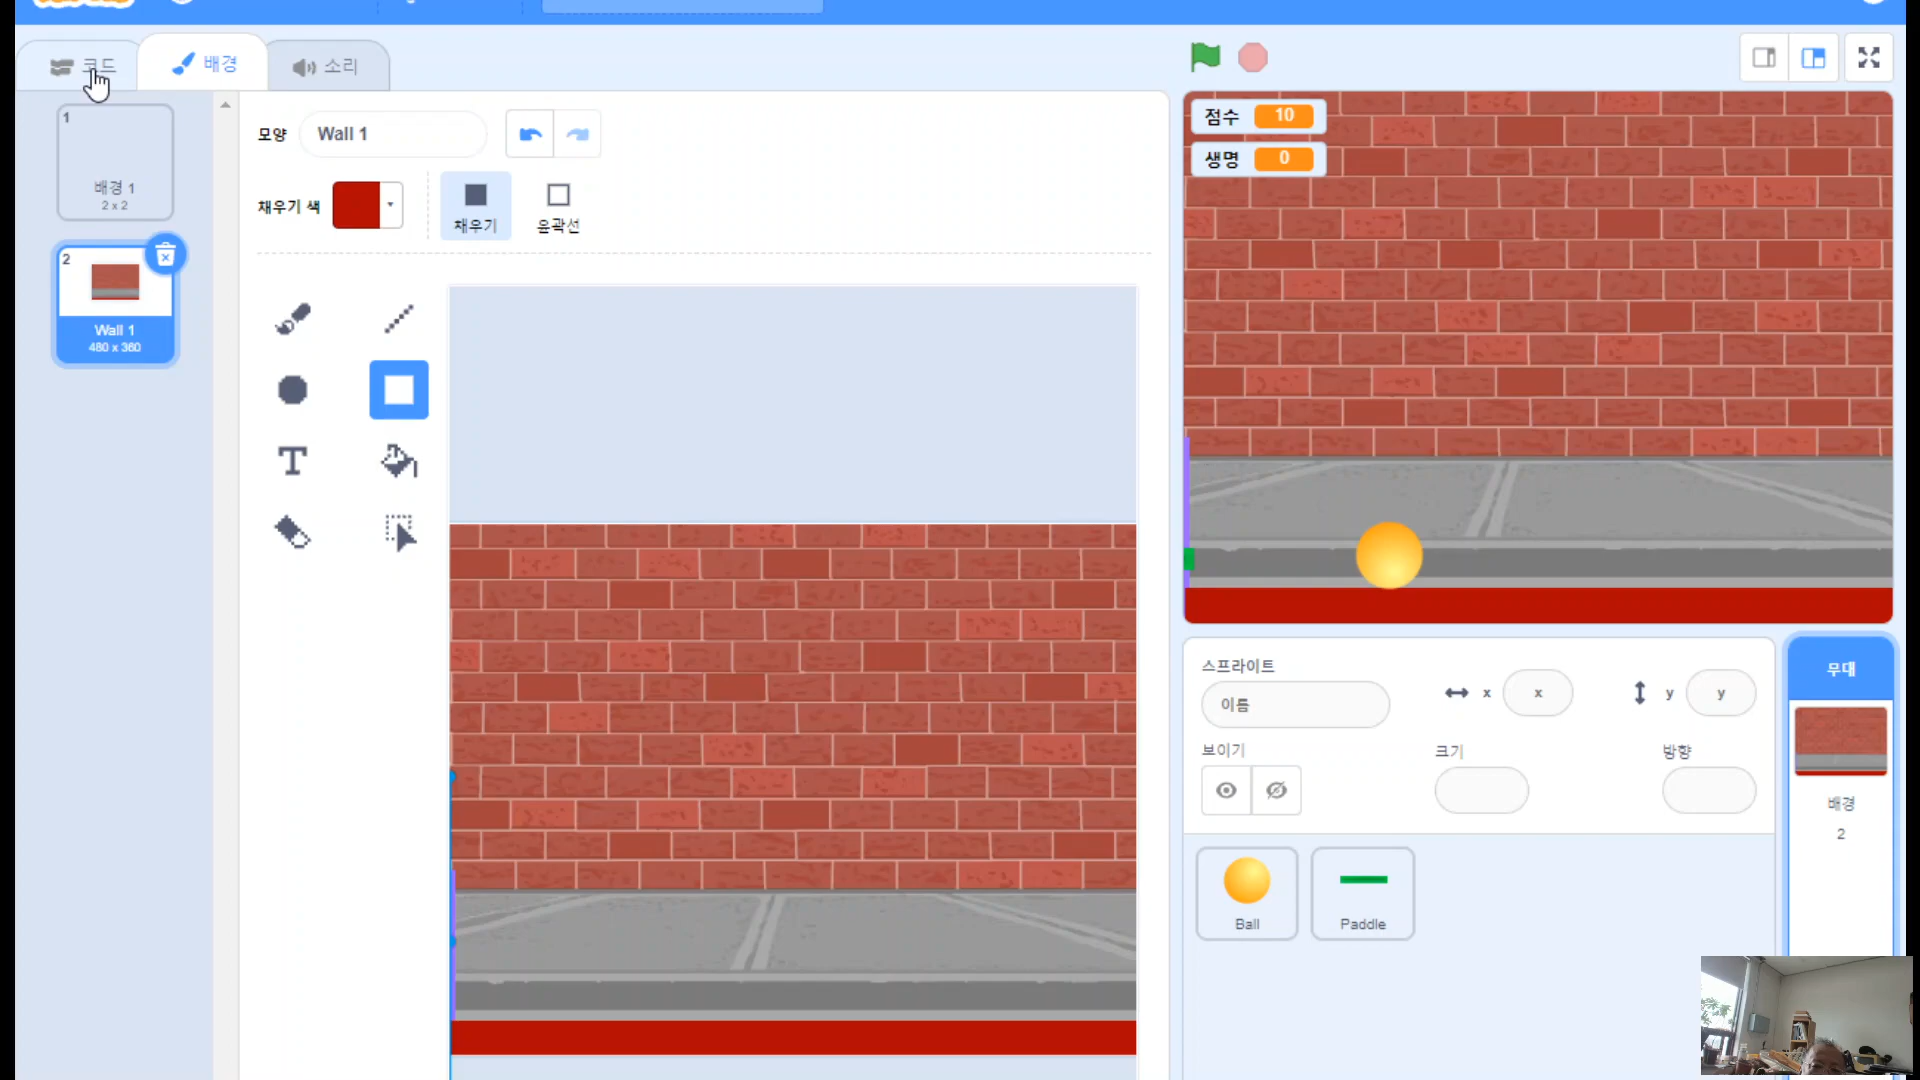 코드
배경
소리
1
배경 1
2 x 2
2
Wall 1
480 x 360
모양
Wall 1
채우기 색
채우기
윤곽선
점수 10
생명 0
스프라이트
이름
x
x
y
y
보이기
크기
방향
Ball
Paddle
무대
배경
2